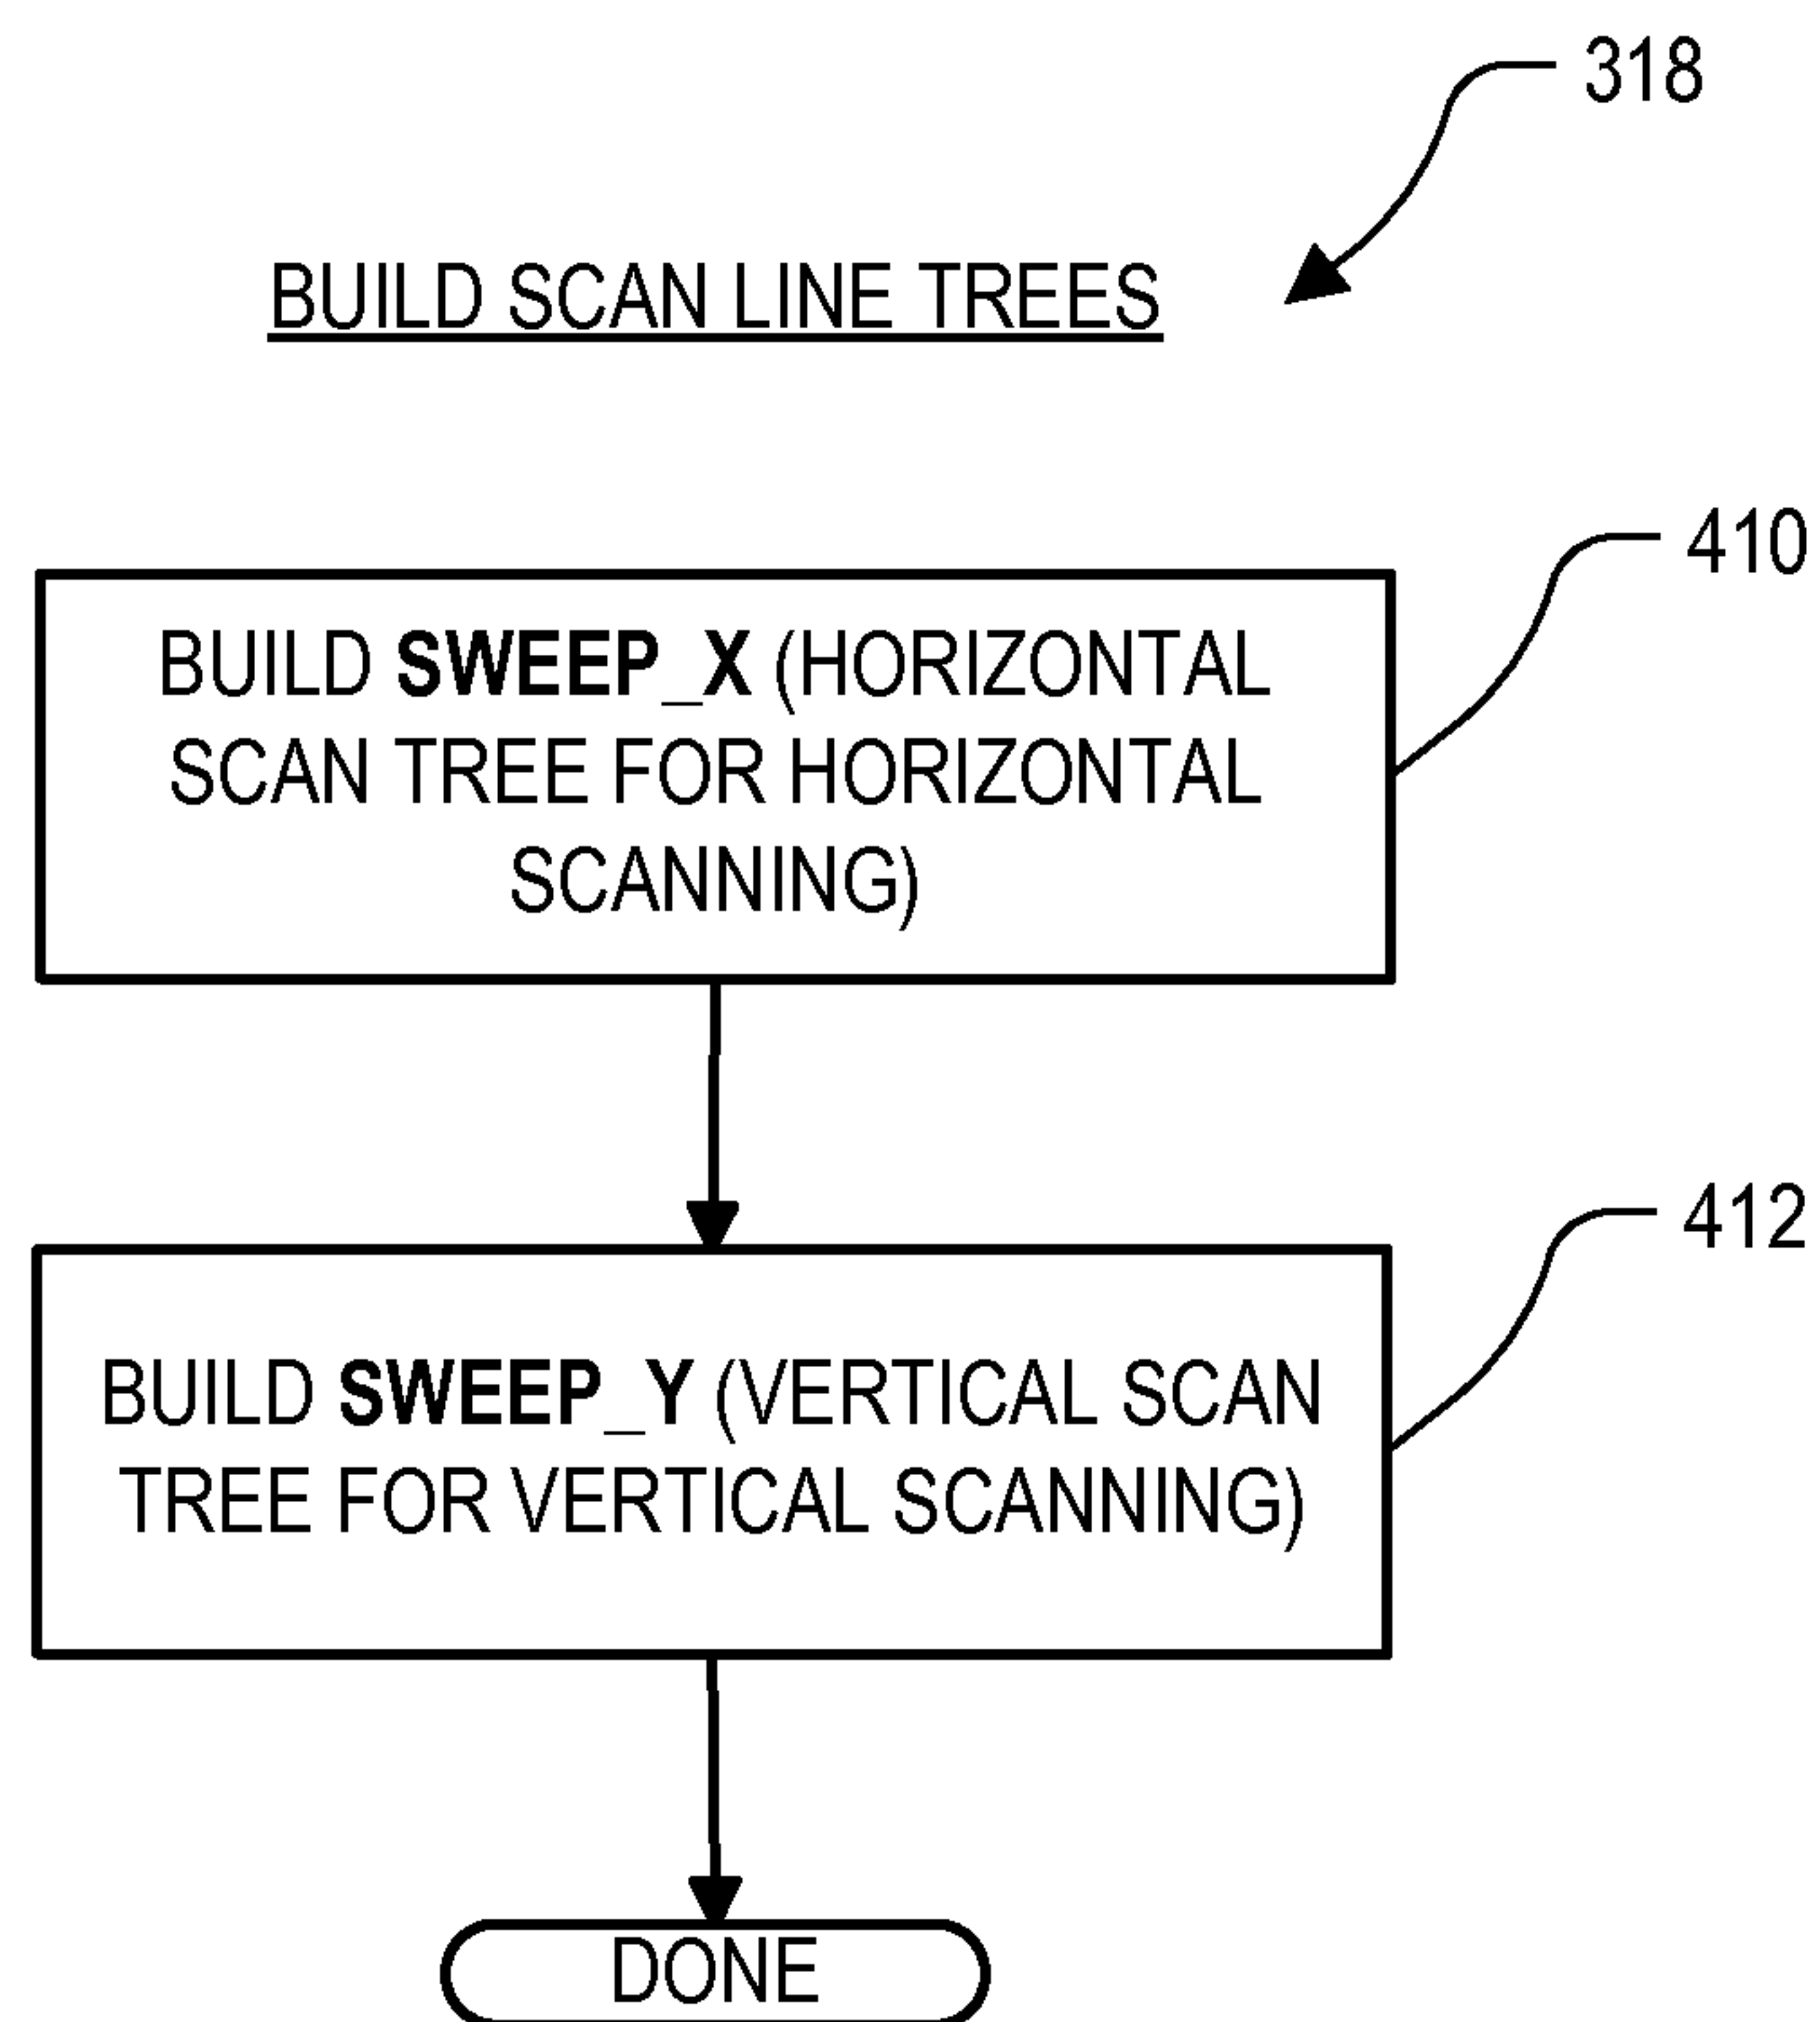 318
BUILD SCAN LINE TREES
410
BUILD SWEEP_X (HORIZONTAL
SCAN TREE FOR HORIZONTAL
SCANNING)
412
BUILD SWEEP_Y (VERTICAL SCAN
TREE FOR VERTICAL SCANNING)
DONE